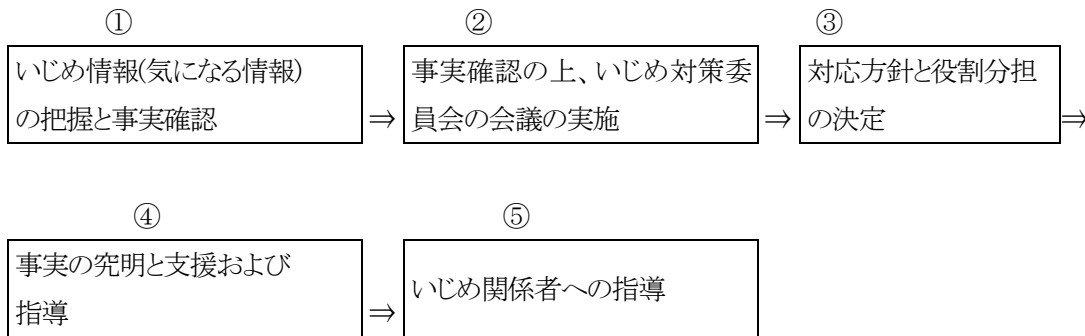 ① ② ③
いじめ情報(気になる情報)
の把握と事実確認
⇒
事実確認の上、いじめ対策委
員会の会議の実施
⇒
対応方針と役割分担
の決定
⇒
④ ⑤
事実の究明と支援および
指導
⇒
いじめ関係者への指導